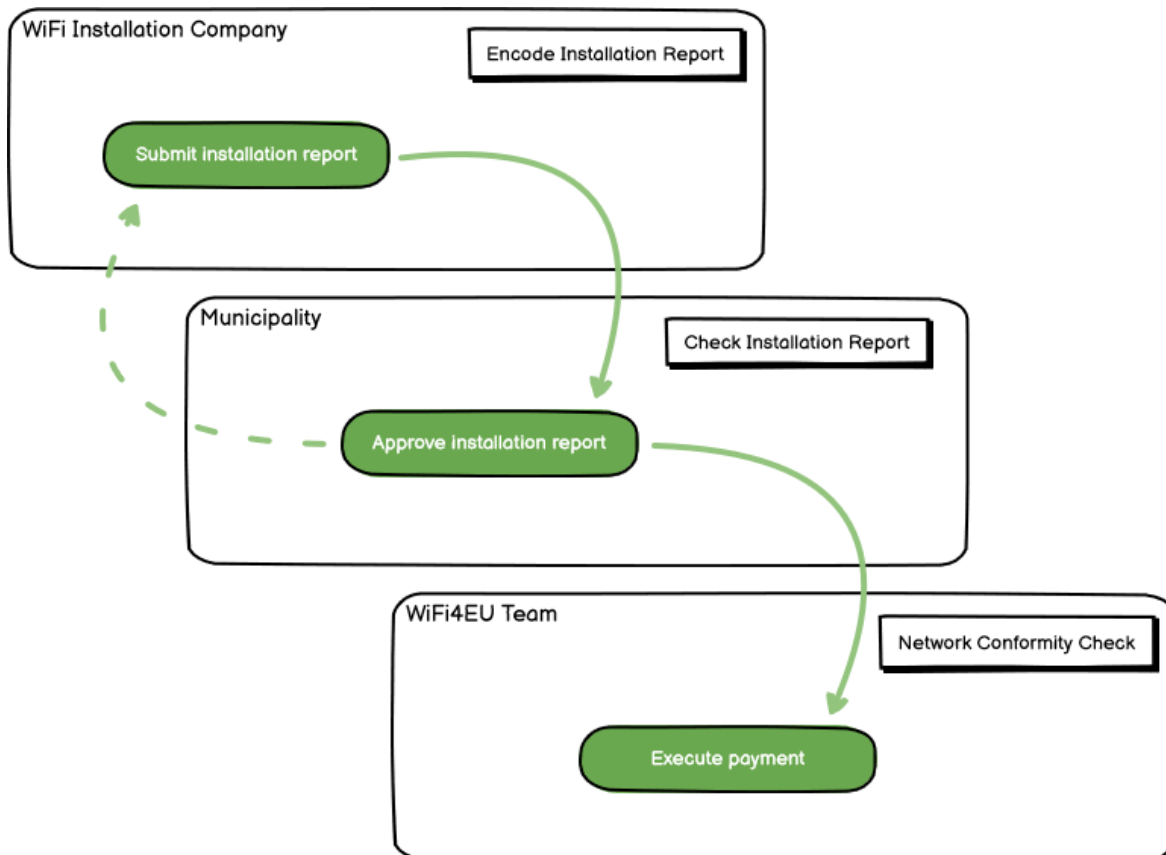 WiFi Installation Company
Encode Installation Report
Submit installation report
Municipality
Check Installation Report
Approve installation report
WiFi4EU Team
Network Conformity Check
Execute payment